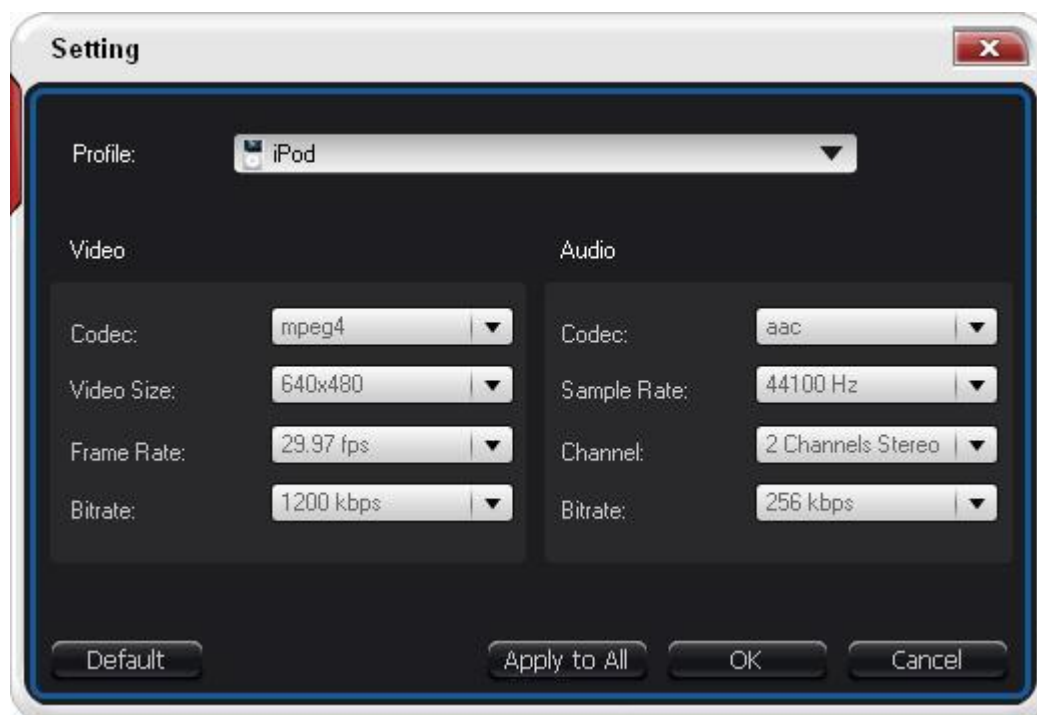 Setting
Profile: iPod
Video
Codec: mpeg4
Video Size: 640x480
Frame Rate: 29.97 fps
Bitrate: 1200 kbps
Audio
Codec: aac
Sample Rate: 44100 Hz
Channel: 2 Channels Stereo
Bitrate: 256 kbps
Default Apply to All OK Cancel